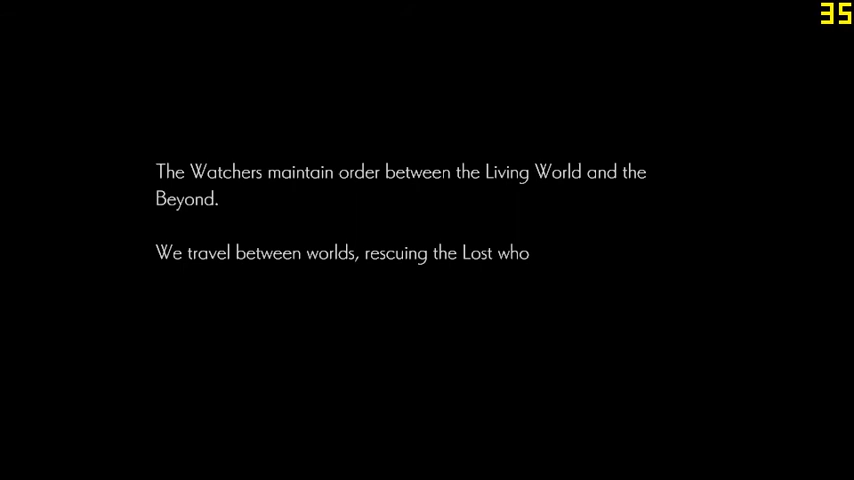 35
The Watchers maintain order between the Living World and the
Beyond.
We travel between worlds, rescuing the Lost who